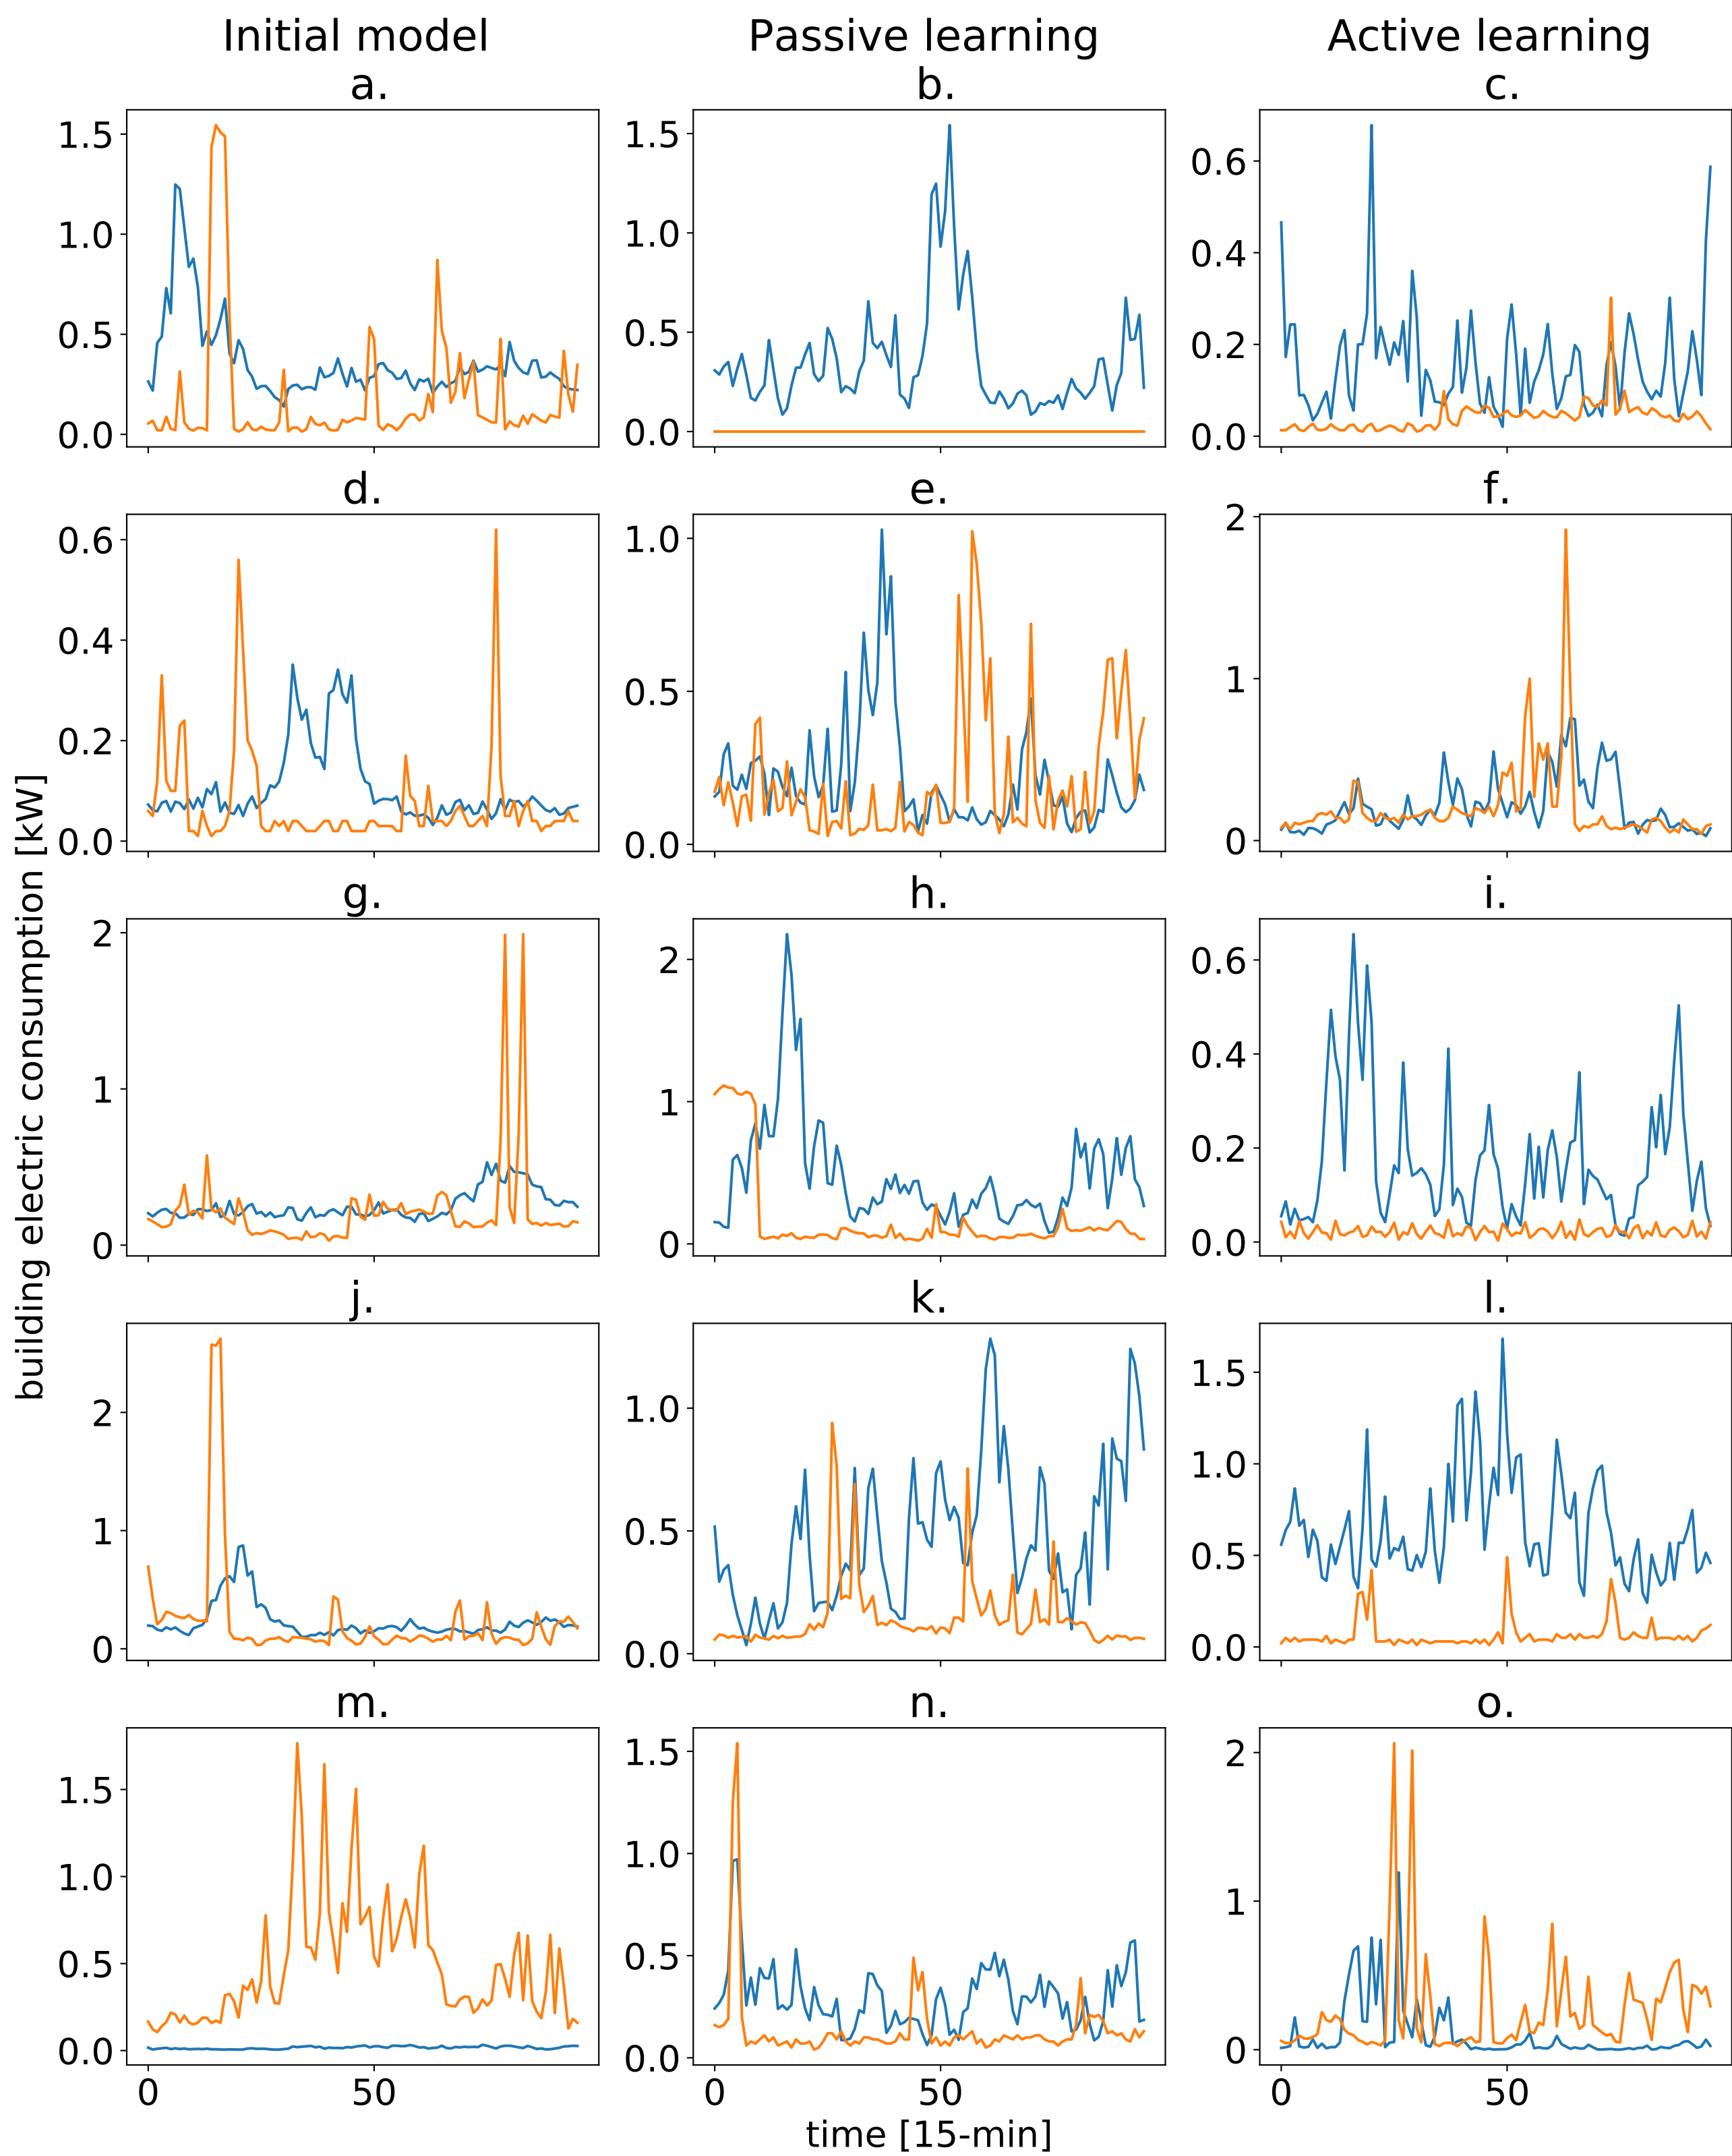 Initial model
Passive learning
Active learning
a.
b.
c.
1.5
1.0
0.5
0.0
1.5
1.0
0.5
0.0
0.6
0.4
0.2
0.0
d.
e.
f.
0.6
0.4
0.2
0.0
1.0
0.5
0.0
2
1
0
g.
h.
i.
2
1
0
2
1
0
0.6
0.4
0.2
0.0
j.
k.
l.
2
1
0
1.0
0.5
0.0
1.5
1.0
0.5
0.0
m.
n.
o.
1.5
1.0
0.5
0.0
1.5
1.0
0.5
0.0
2
1
0
0 50
0 50
0 50
building electric consumption [kW]
time [15-min]